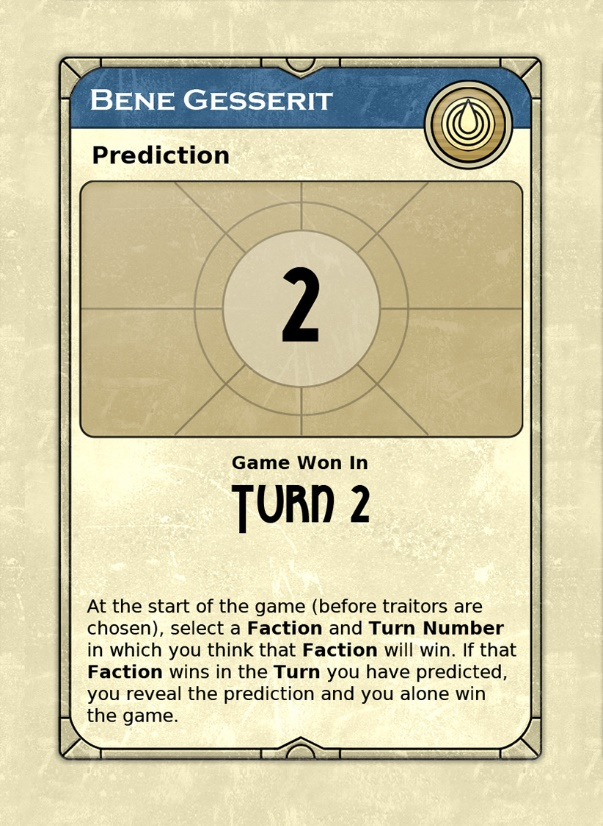 Bene Gesserit
Prediction
2
Game Won In
Turn 2
At the start of the game (before traitors are
chosen), select a Faction and Turn Number
in which you think that Faction will win. If that
Faction wins in the Turn you have predicted,
you reveal the prediction and you alone win
the game.